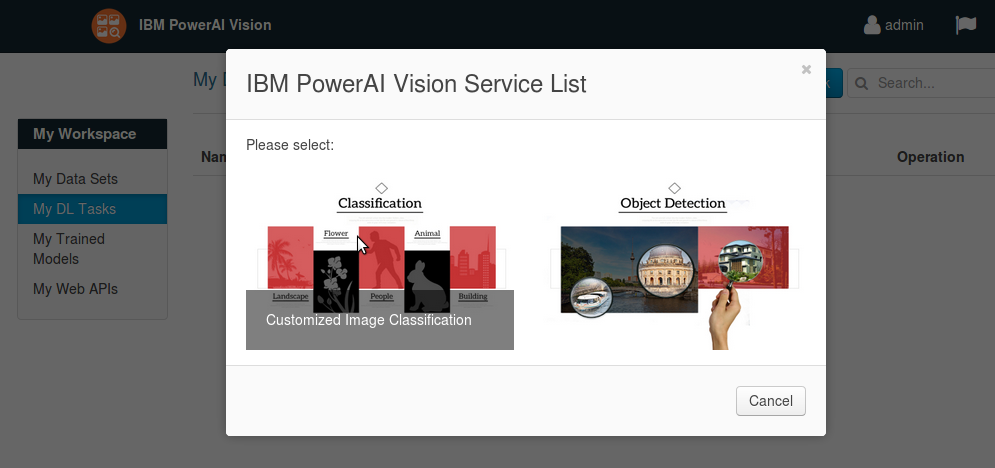 IBM PowerAI Vision
admin
My D
k
Search...
My Workspace
My Data Sets
My DL Tasks
My Trained
Models
My Web APIs
Nam
Operation
IBM PowerAI Vision Service List
×
Please select:
Classification
Flower
Animal
Landscape
People
Building
Customized Image Classification
Object Detection
Cancel